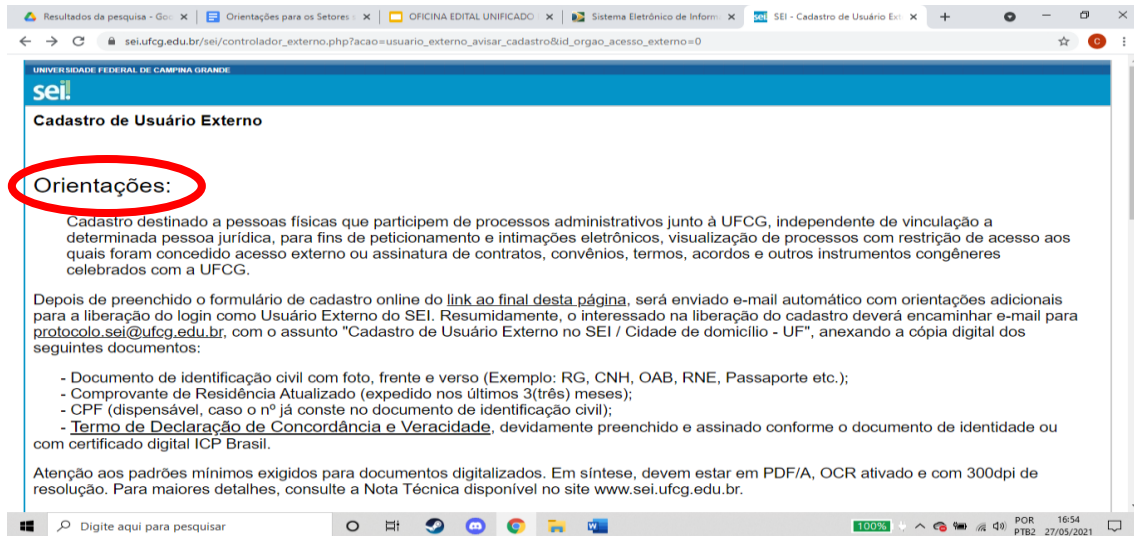 Resultados da pesquisa - Goo
Orientações para os Setores
OFICINA EDITAL UNIFICADO
Sistema Eletrônico de Inform
SEI - Cadastro de Usuário Ext
sei.ufcg.edu.br/sei/controlador_externo.php?acao=usuario_externo_avisar_cadastro&id_orgao_acesso_externo=0
C
UNIVERSIDADE FEDERAL DE CAMPINA GRANDE
sei!
Cadastro de Usuário Externo
Orientações:
Cadastro destinado a pessoas físicas que participem de processos administrativos junto à UFCG, independente de vinculação a
determinada pessoa jurídica, para fins de peticionamento e intimações eletrônicos, visualização de processos com restrição de acesso aos
quais foram concedido acesso externo ou assinatura de contratos, convênios, termos, acordos e outros instrumentos congêneres
celebrados com a UFCG.
Depois de preenchido o formulário de cadastro online do link ao final desta página, será enviado e-mail automático com orientações adicionais
para a liberação do login como Usuário Externo do SEI. Resumidamente, o interessado na liberação do cadastro deverá encaminhar e-mail para
protocolo.sei@ufcg.edu.br, com o assunto "Cadastro de Usuário Externo no SEI / Cidade de domicílio - UF", anexando a cópia digital dos
seguintes documentos:
- Documento de identificação civil com foto, frente e verso (Exemplo: RG, CNH, OAB, RNE, Passaporte etc.);
- Comprovante de Residência Atualizado (expedido nos últimos 3(três) meses);
- CPF (dispensável, caso o nº já conste no documento de identificação civil);
- Termo de Declaração de Concordância e Veracidade, devidamente preenchido e assinado conforme o documento de identidade ou
com certificado digital ICP Brasil.
Atenção aos padrões mínimos exigidos para documentos digitalizados. Em síntese, devem estar em PDF/A, OCR ativado e com 300dpi de
resolução. Para maiores detalhes, consulte a Nota Técnica disponível no site www.sei.ufcg.edu.br.
Digite aqui para pesquisar
100%
POR
PTB2
16:54
27/05/2021